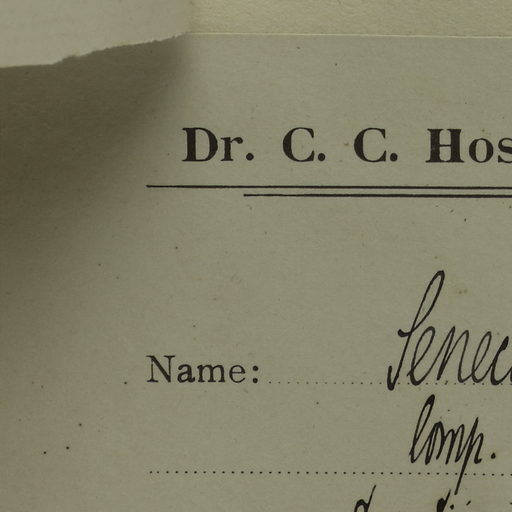 Dr. C. C. Hos
Name: Senec
Comp.